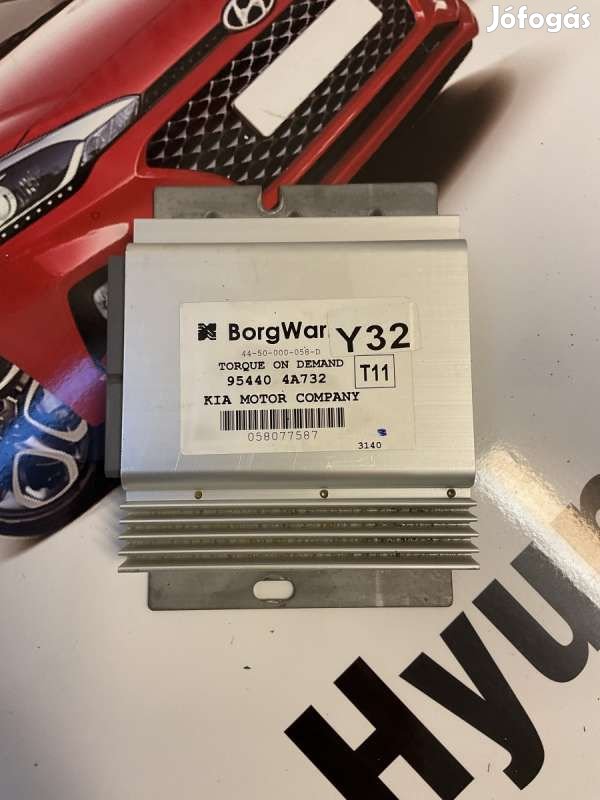 Jófogás
BorgWar
Y32
44-50-000-058-D
TORQUE ON DEMAND
95440 4A732
T11
KIA MOTOR COMPANY
058077587
3140
Hyu